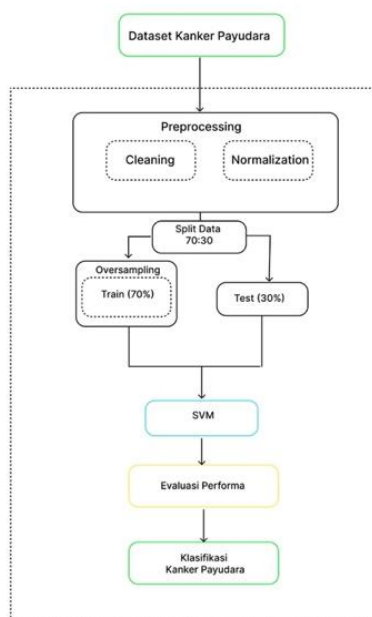 Dataset Kanker Payudara
Preprocessing
Cleaning
Normalization
Split Data
70:30
Oversampling
Train (70%)
Test (30%)
SVM
Evaluasi Performa
Klasifikasi
Kanker Payudara